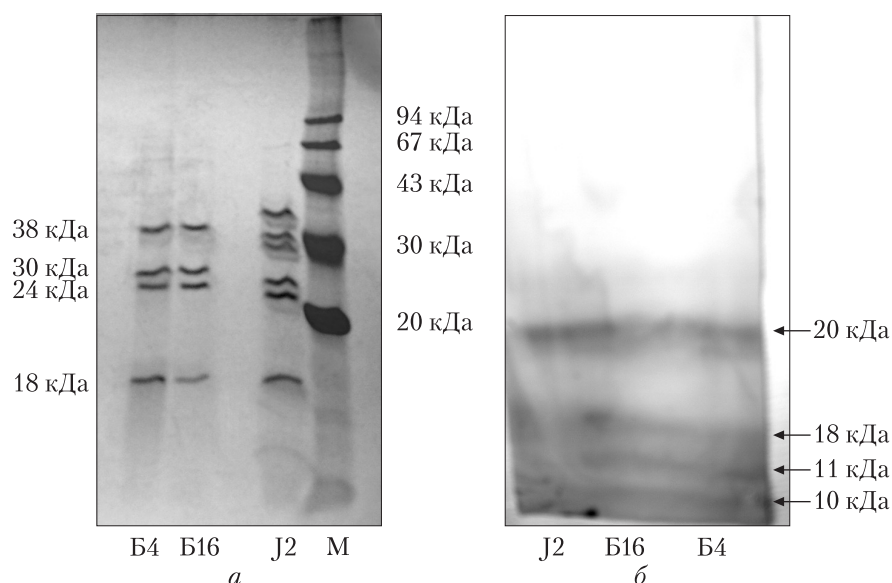 94 кДа
67 кДа
43 кДа
38 кДа
30 кДа
30 кДа
24 кДа
20 кДа
18 кДа
Б4 Б16 J2 М
а
20 кДа
18 кДа
11 кДа
10 кДа
J2 Б16 Б4
б